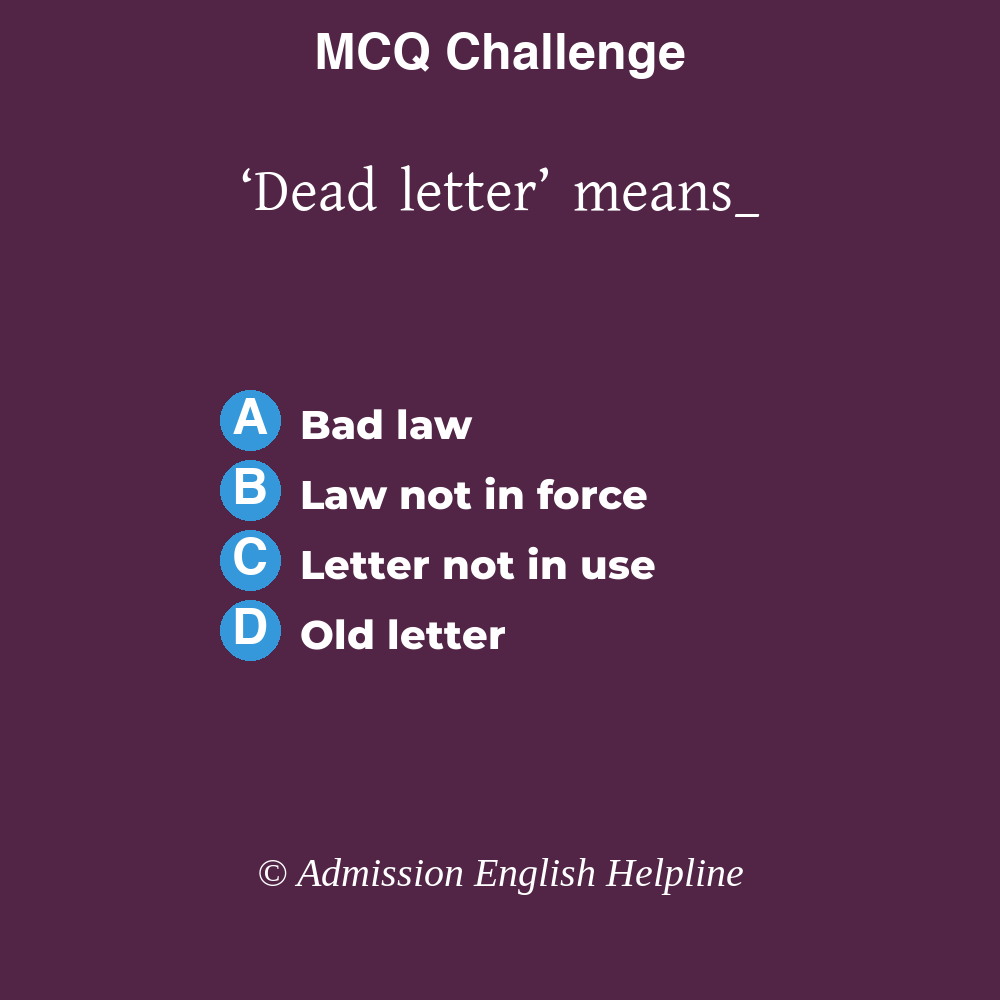 MCQ Challenge
‘Dead letter’ means_
A Bad law
B Law not in force
C Letter not in use
D Old letter
© Admission English Helpline